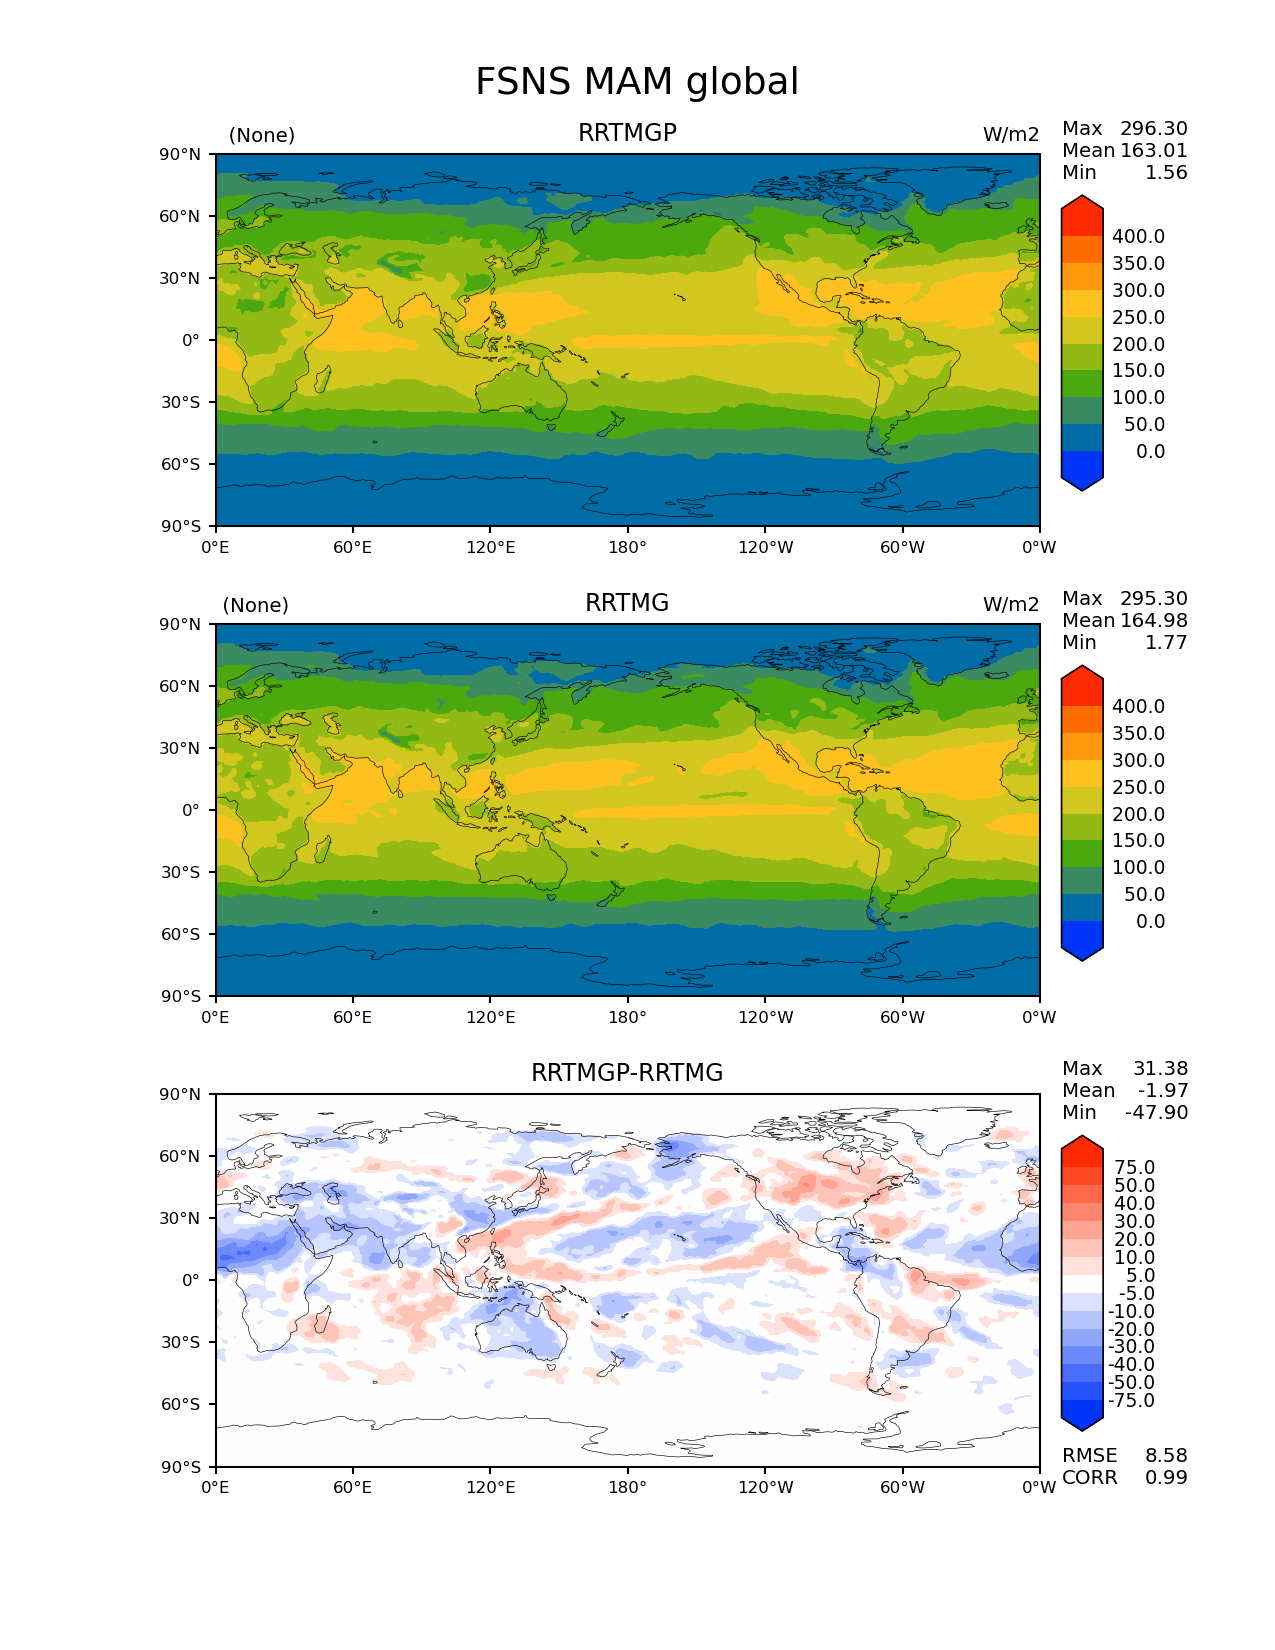 FSNS MAM global
(None) RRTMGP W/m2
Max 296.30
Mean 163.01
Min 1.56
90°N
60°N
30°N
0°
30°S
60°S
90°S
0°E 60°E 120°E 180° 120°W 60°W 0°W
400.0
350.0
300.0
250.0
200.0
150.0
100.0
50.0
0.0
(None) RRTMG W/m2
Max 295.30
Mean 164.98
Min 1.77
90°N
60°N
30°N
0°
30°S
60°S
90°S
0°E 60°E 120°E 180° 120°W 60°W 0°W
400.0
350.0
300.0
250.0
200.0
150.0
100.0
50.0
0.0
RRTMGP-RRTMG
Max 31.38
Mean -1.97
Min -47.90
90°N
60°N
30°N
0°
30°S
60°S
90°S
0°E 60°E 120°E 180° 120°W 60°W 0°W
75.0
50.0
40.0
30.0
20.0
10.0
5.0
-5.0
-10.0
-20.0
-30.0
-40.0
-50.0
-75.0
RMSE 8.58
CORR 0.99